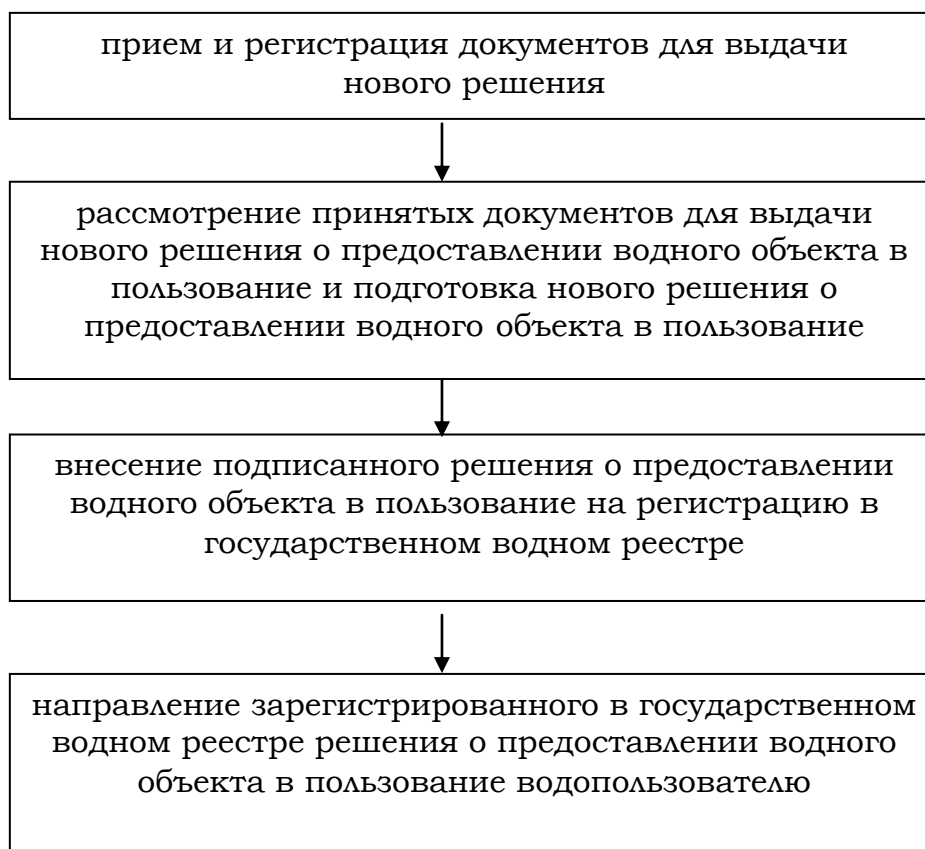 прием и регистрация документов для выдачи
нового решения
рассмотрение принятых документов для выдачи
нового решения о предоставлении водного объекта в
пользование и подготовка нового решения о
предоставлении водного объекта в пользование
внесение подписанного решения о предоставлении
водного объекта в пользование на регистрацию в
государственном водном реестре
направление зарегистрированного в государственном
водном реестре решения о предоставлении водного
объекта в пользование водопользователю